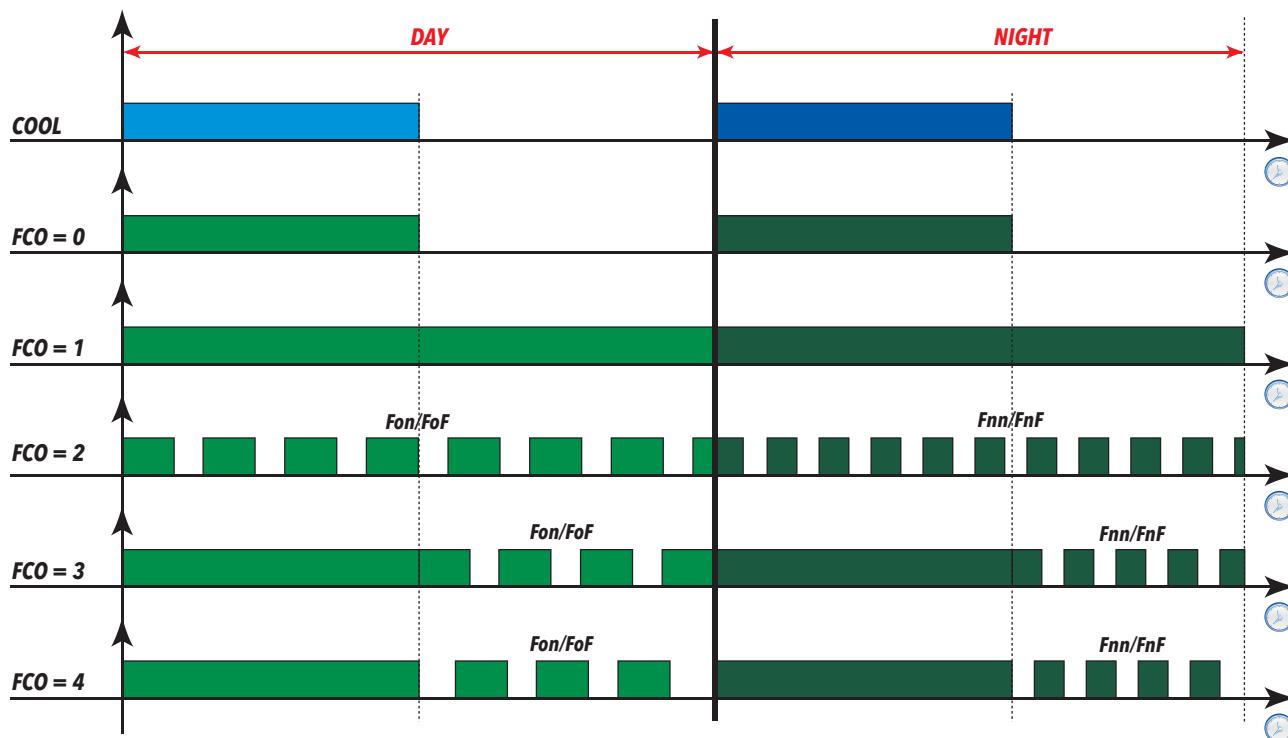 DAY
NIGHT
COOL
FCO = 0
FCO = 1
Fon/FoF
Fnn/FnF
FCO = 2
Fon/FoF
Fnn/FnF
FCO = 3
Fon/FoF
Fnn/FnF
FCO = 4